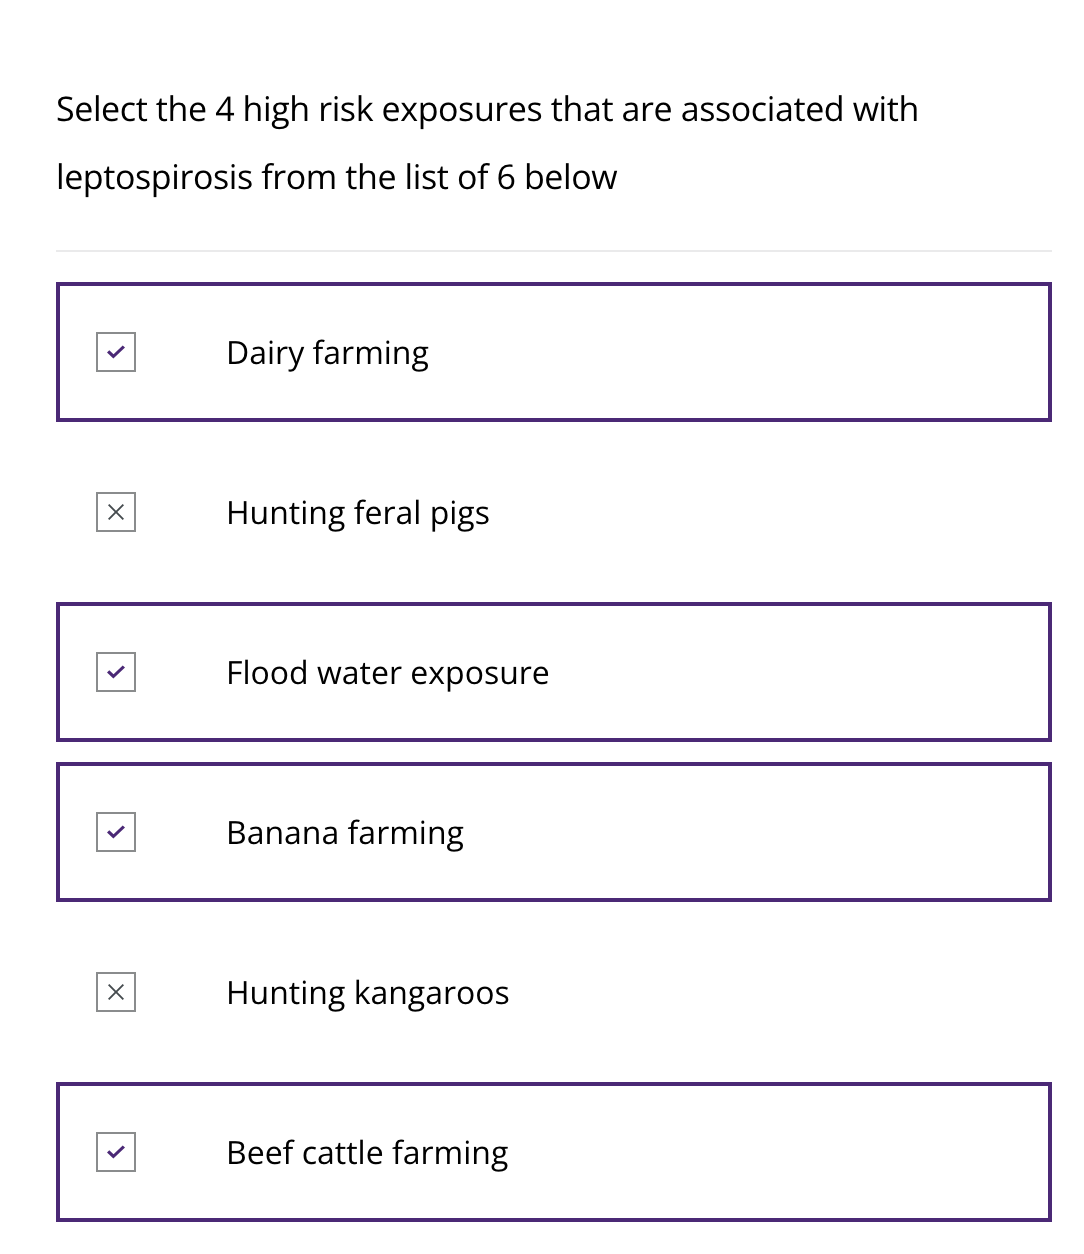 Select the 4 high risk exposures that are associated with
leptospirosis from the list of 6 below
Dairy farming
Hunting feral pigs
Flood water exposure
Banana farming
Hunting kangaroos
Beef cattle farming